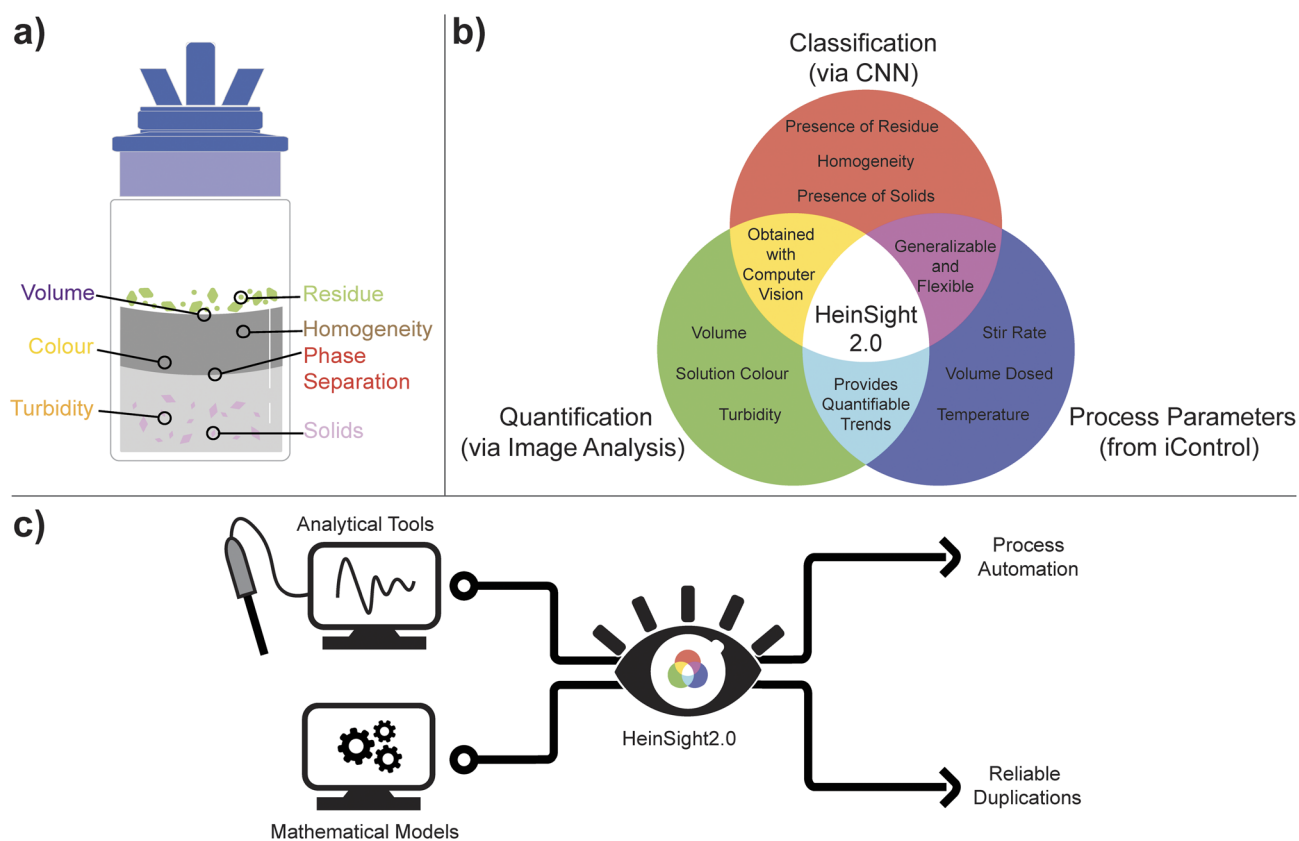 a)
Volume
Colour
Turbidity
Residue
Homogeneity
Phase
Separation
Solids
b)
Classification
(via CNN)
Presence of Residue
Homogeneity
Presence of Solids
Obtained
with
Computer
Vision
Generalizable
and
Flexible
HeinSight
2.0
Volume
Solution Colour
Turbidity
Provides
Quantifiable
Trends
Stir Rate
Volume Dosed
Temperature
Quantification
(via Image Analysis)
Process Parameters
(from iControl)
c)
Analytical Tools
Mathematical Models
HeinSight2.0
Process
Automation
Reliable
Duplications